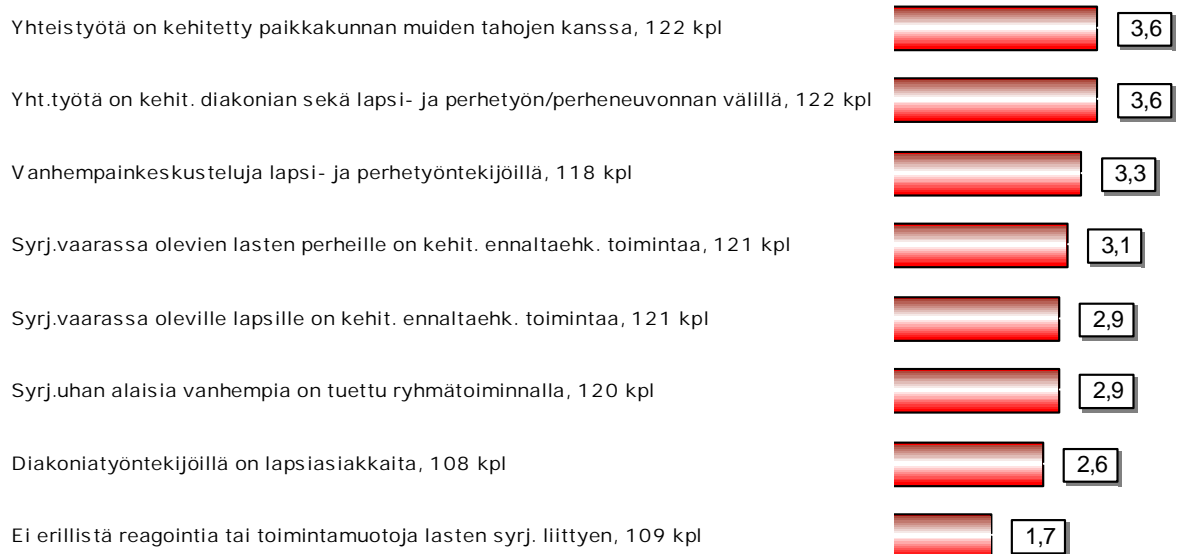 Yhteistyötä on kehitetty paikkakunnan muiden tahojen kanssa, 122 kpl 3,6
Yht.työtä on kehit. diakonian sekä lapsi- ja perhetyön/perheneuvonnan välillä, 122 kpl 3,6
Vanhempainkeskusteluja lapsi- ja perhetyöntekijöillä, 118 kpl 3,3
Syrj.vaarassa olevien lasten perheille on kehit. ennaltaehk. toimintaa, 121 kpl 3,1
Syrj.vaarassa oleville lapsille on kehit. ennaltaehk. toimintaa, 121 kpl 2,9
Syrj.uhan alaisia vanhempia on tuettu ryhmätoiminnalla, 120 kpl 2,9
Diakoniatyöntekijöillä on lapsiasiakkaita, 108 kpl 2,6
Ei erillistä reagointia tai toimintamuotoja lasten syrj. liittyen, 109 kpl 1,7